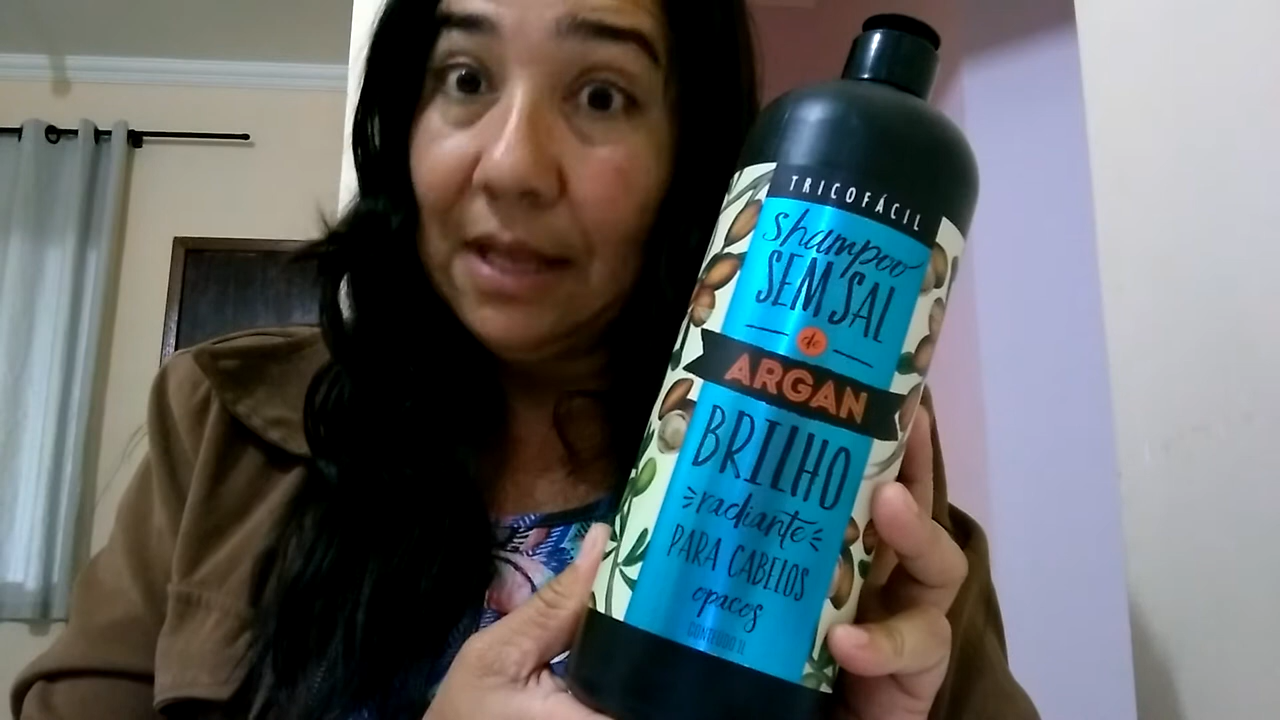 TRICOFÁCIL
shampoo
SEM SAL
de
ARGAN
BRILHO
radiante
PARA CABELOS
opacos
CONTEÚDO 1L